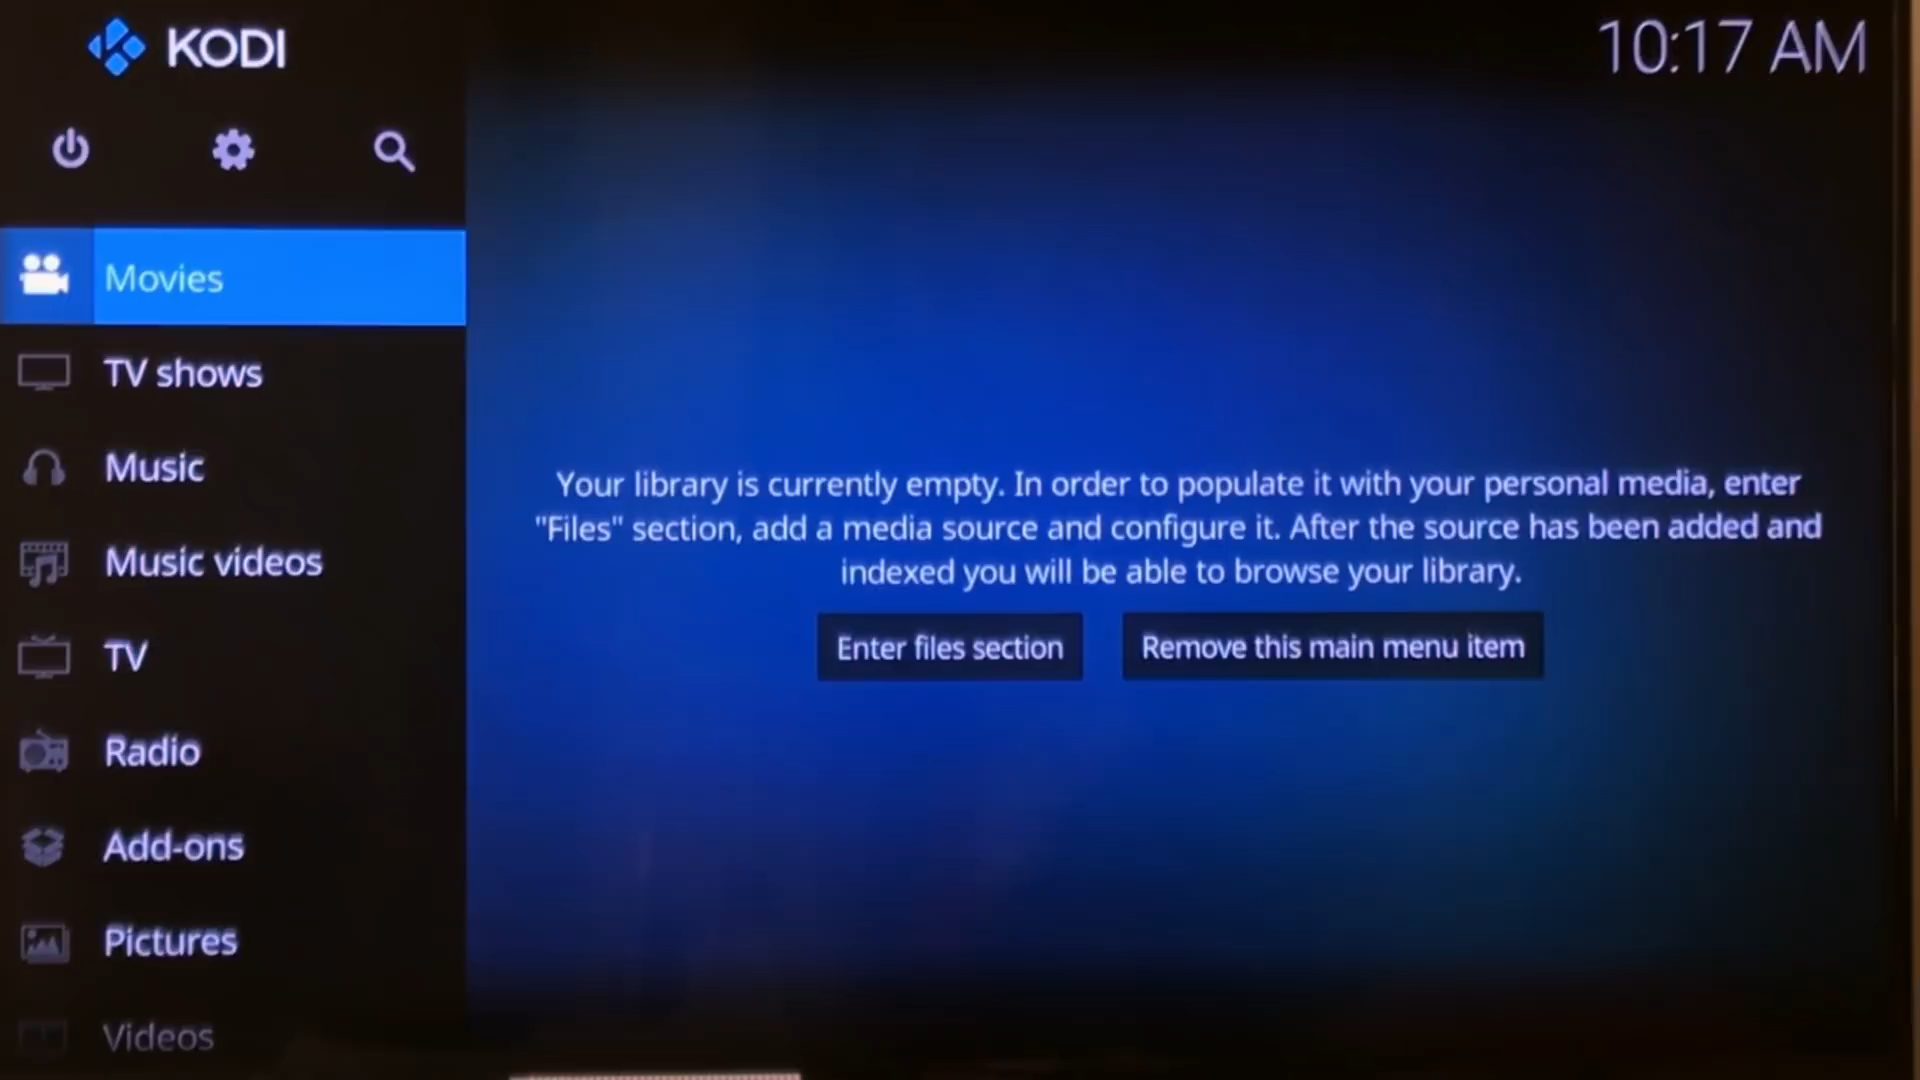 KODI
10:17 AM
Movies
TV shows
Music
Music videos
TV
Radio
Add-ons
Pictures
Videos
Your library is currently empty. In order to populate it with your personal media, enter
"Files" section, add a media source and configure it. After the source has been added and
indexed you will be able to browse your library.
Enter files section
Remove this main menu item